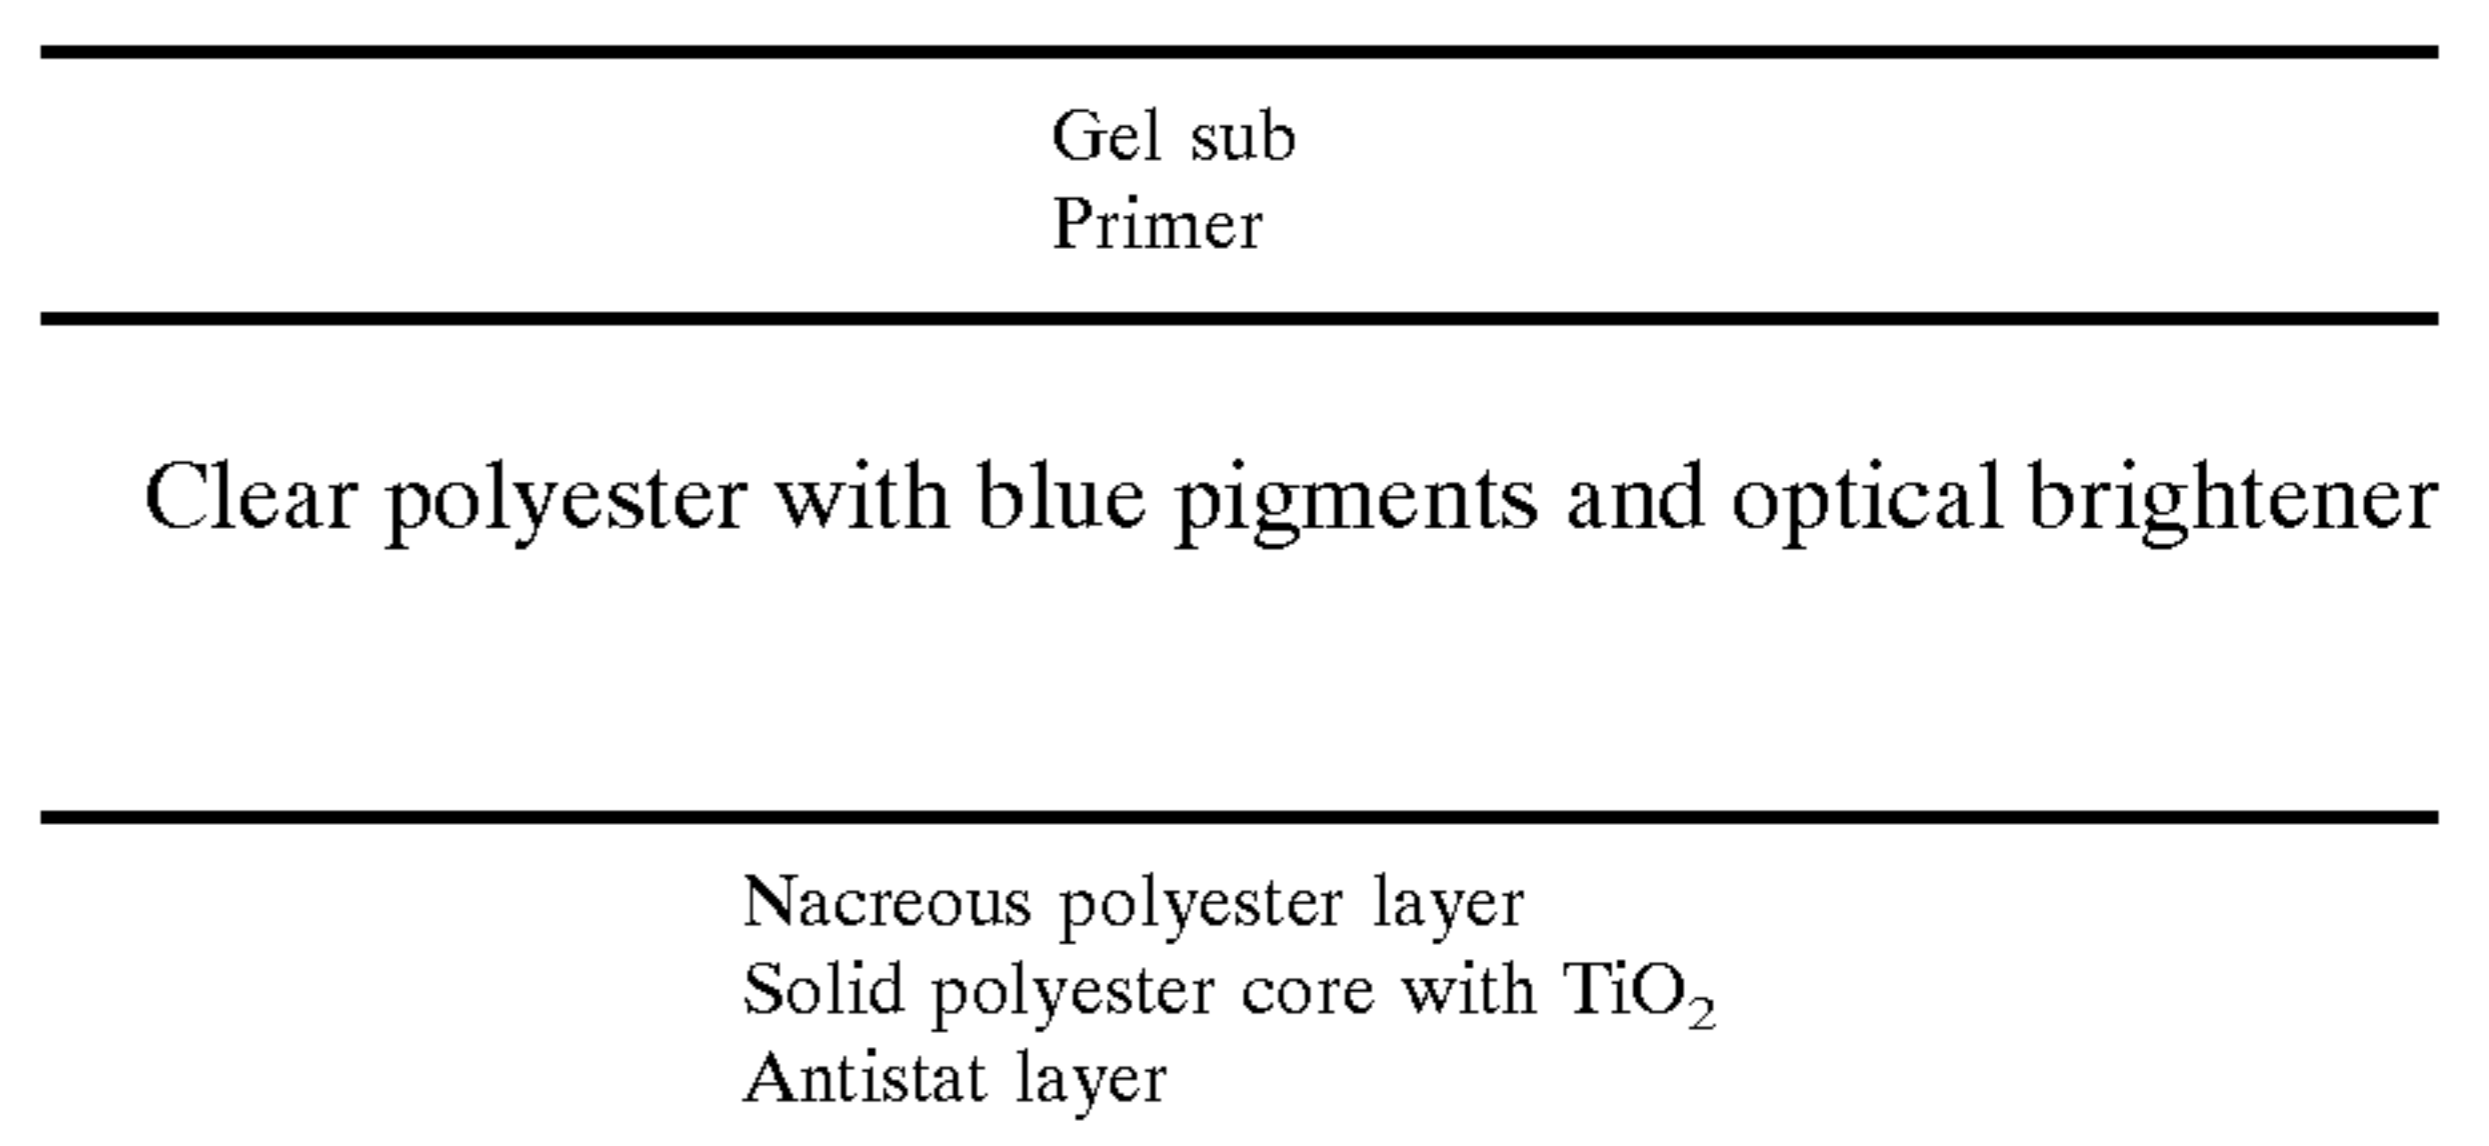 Gel sub
Primer
Clear polyester with blue pigments and optical brightener
Nacreous polyester layer
Solid polyester core with TiO₂
Antistat layer